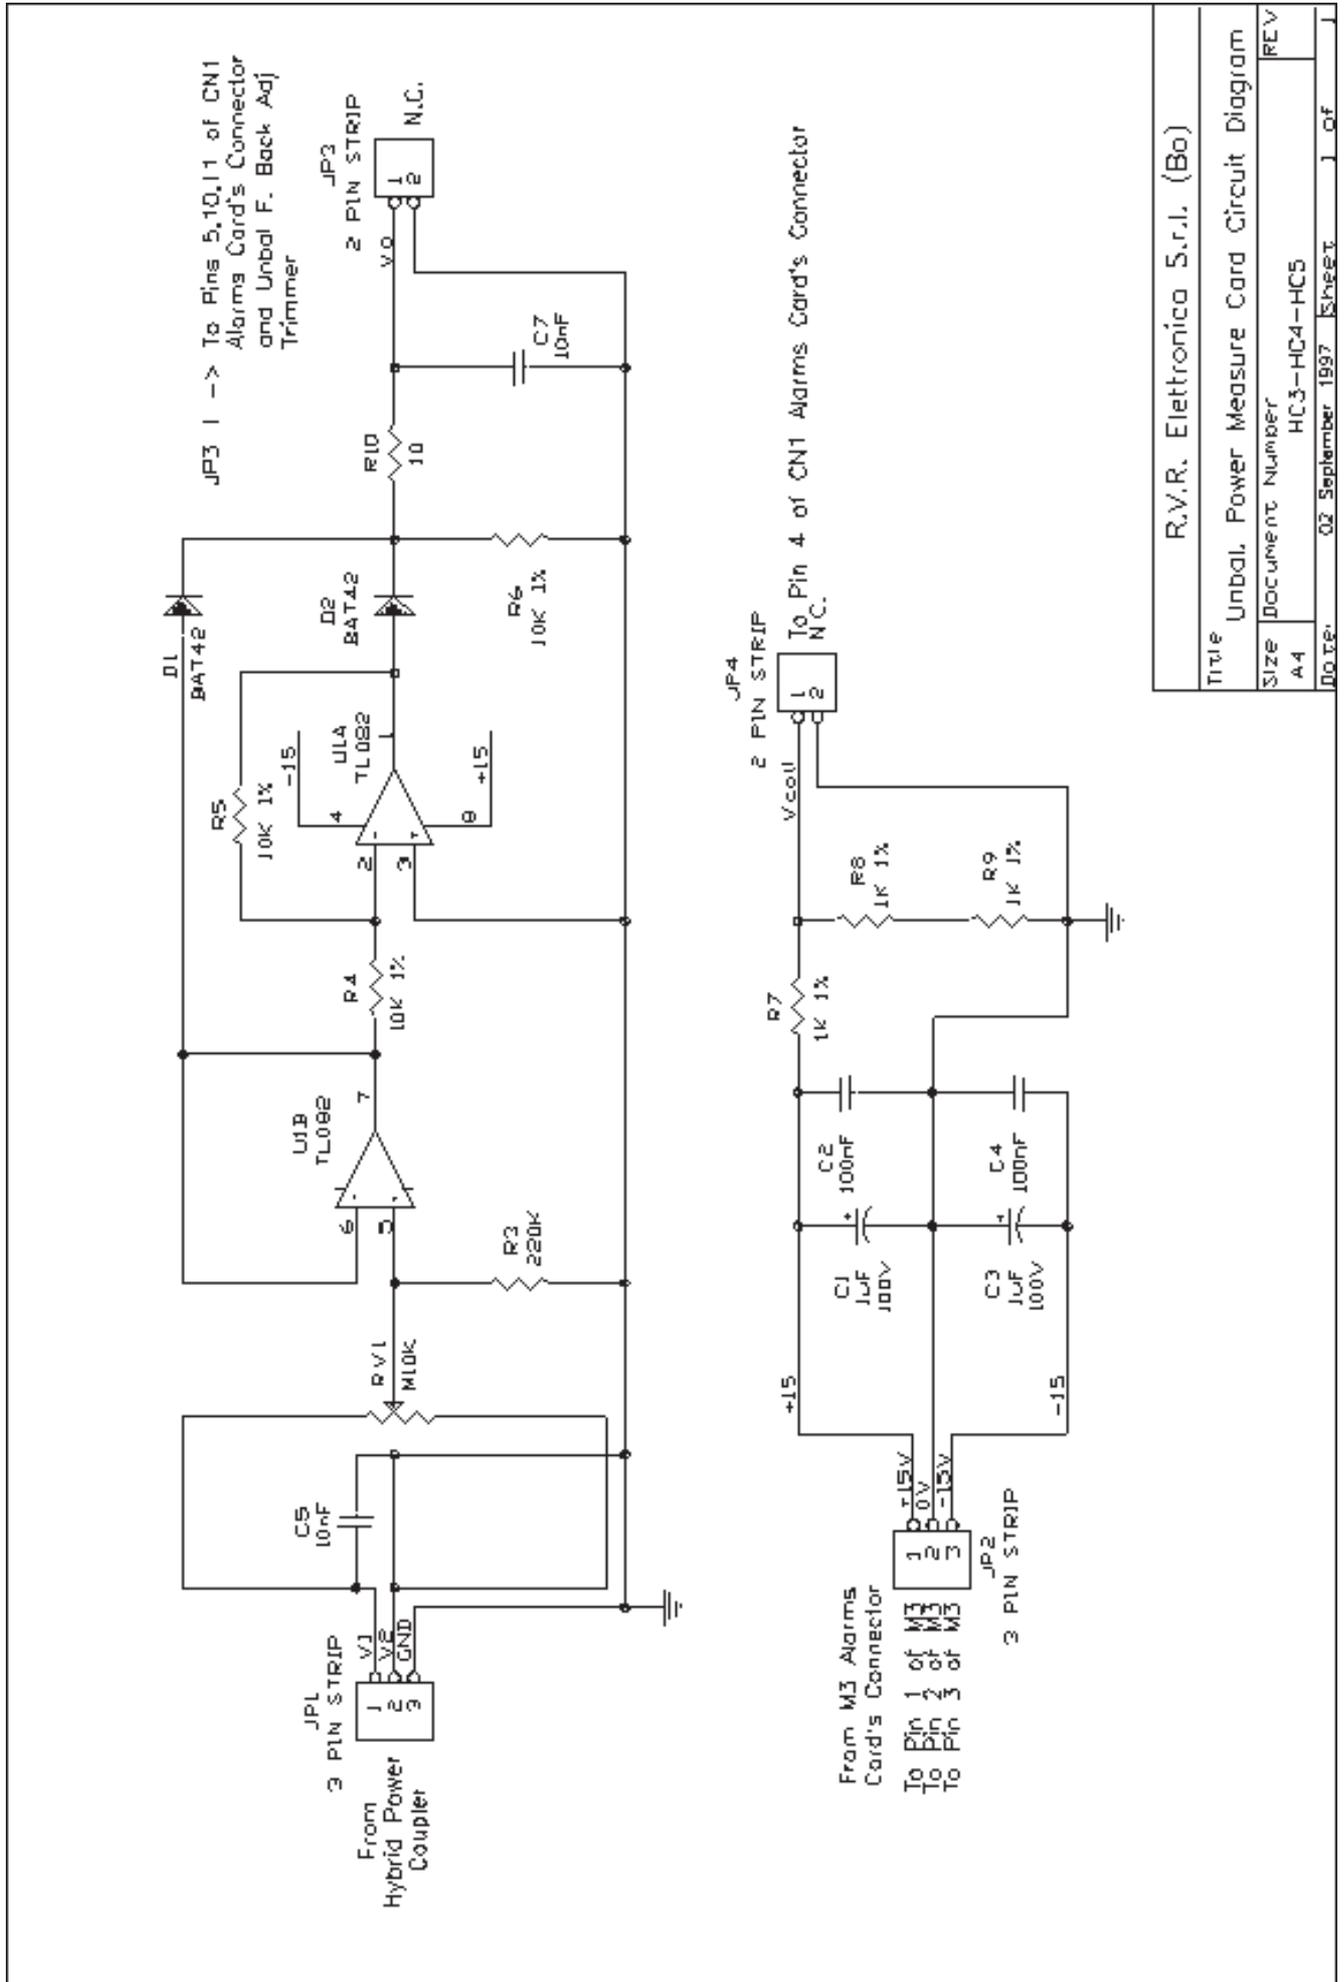 JP3 1 -> To Pins 5,10,11 of CN1
Alarms Card's Connector
and Unbal F. Back Adj
Trimmer
From
Hybrid Power
Coupler
JP1
3 PIN STRIP
1
2
3
V1
V2
GND
C5
10nF
RV1
M10K
R3
220K
6
5
U1B
TL082
7
R4
10K 1%
2
3
R5
10K 1%
-15
4
U1A
TL082
1
8
+15
D1
BAT42
D2
BAT42
R6
10K 1%
R10
10
C7
10nF
JP3
2 PIN STRIP
V0
1
2
N.C.
From M3 Alarms
Card's Connector
To Pin 1 of M3
To Pin 2 of M3
To Pin 3 of M3
JP2
3 PIN STRIP
1
2
3
+15V
0V
-15V
+15
-15
C1
1uF
100V
C2
100nF
C3
1uF
100V
C4
100nF
R7
1K 1%
R8
1K 1%
R9
1K 1%
JP4
2 PIN STRIP
1
2
To Pin 4 of CN1 Alarms Card's Connector
N.C.
R.V.R. Elettronica S.r.l. (Bo)
Title
Unbal. Power Measure Card Circuit Diagram
Size Document Number REV
A4 HC3-HC4-HC5
Date: 02 September 1997 Sheet 1 of 1